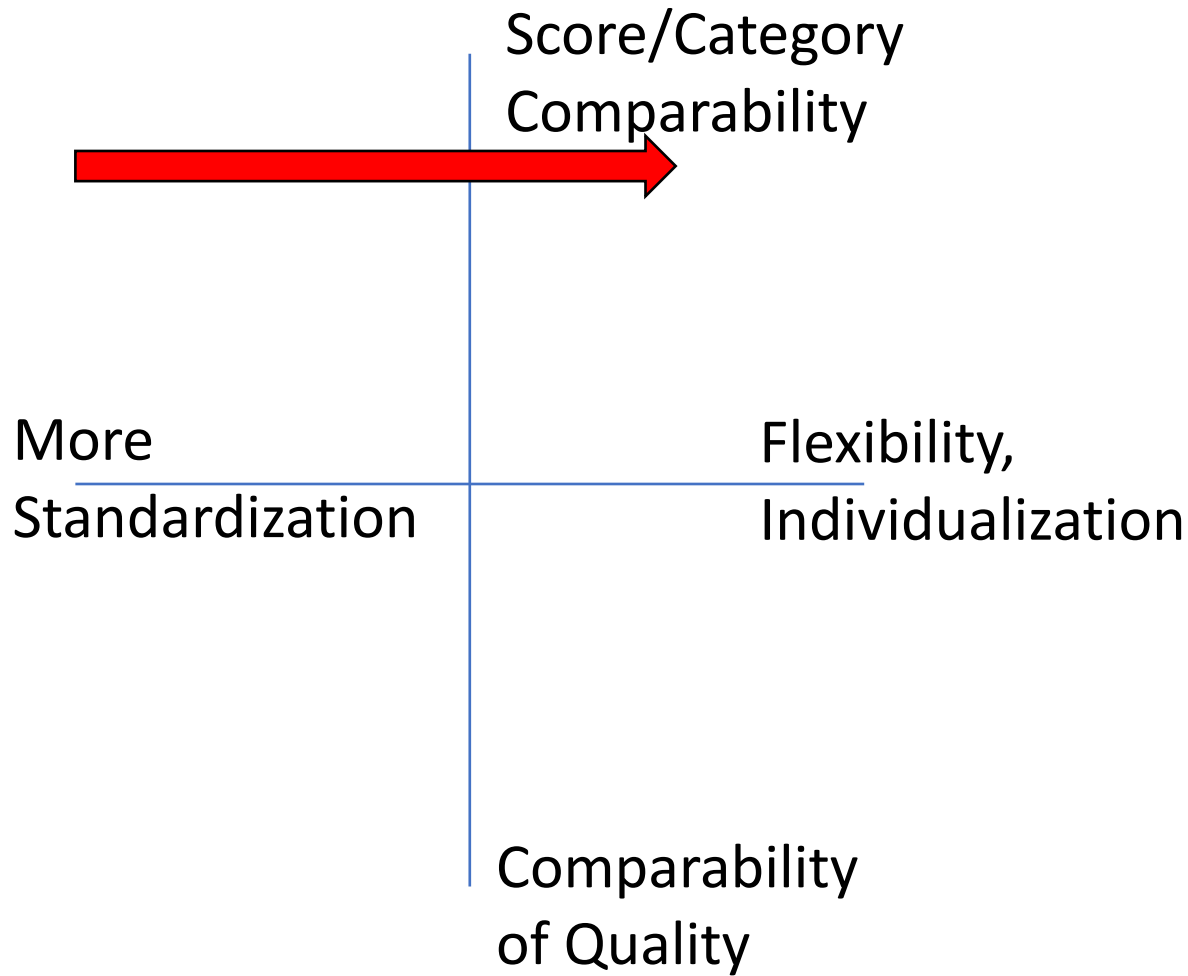 Score/Category
Comparability
More
Standardization
Flexibility,
Individualization
Comparability
of Quality